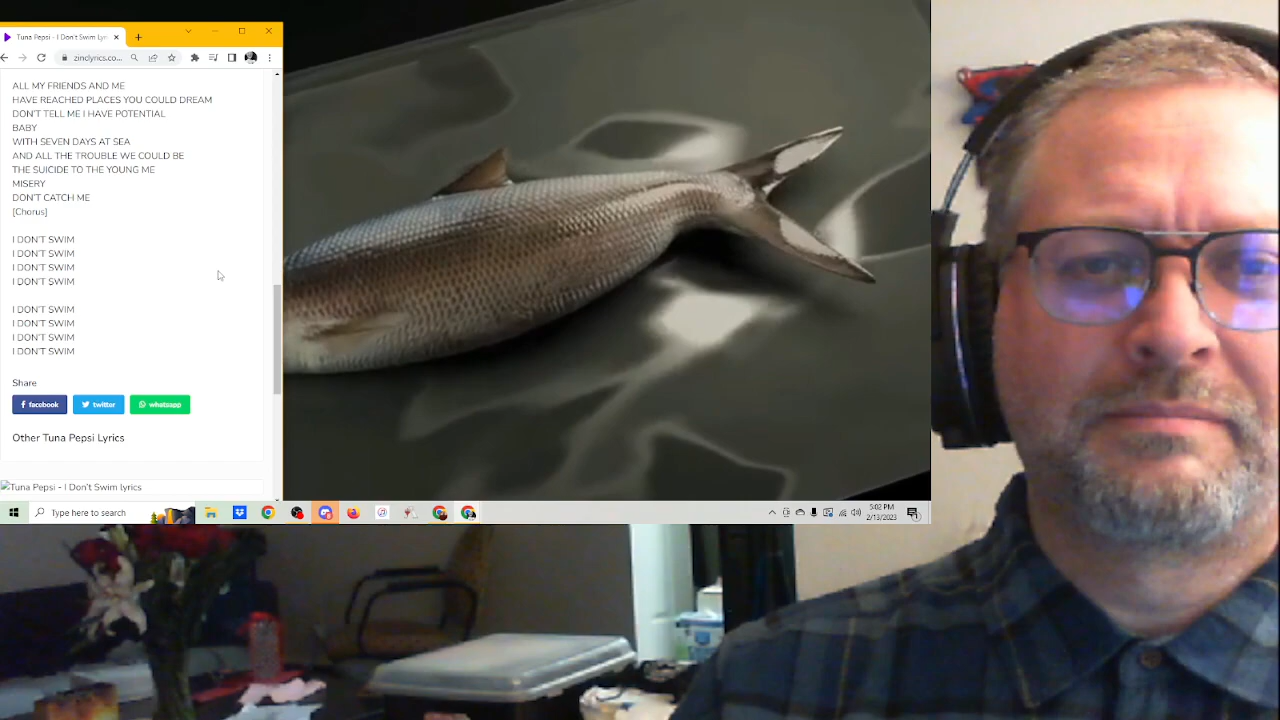 Tuna Pepsi - I Don't Swim Lyr
zindlyrics.co...
ALL MY FRIENDS AND ME
HAVE REACHED PLACES YOU COULD DREAM
DON'T TELL ME I HAVE POTENTIAL
BABY
WITH SEVEN DAYS AT SEA
AND ALL THE TROUBLE WE COULD BE
THE SUICIDE TO THE YOUNG ME
MISERY
DON'T CATCH ME
[Chorus]
I DON'T SWIM
I DON'T SWIM
I DON'T SWIM
I DON'T SWIM
I DON'T SWIM
I DON'T SWIM
I DON'T SWIM
I DON'T SWIM
Share
facebook twitter whatsapp
Other Tuna Pepsi Lyrics
Tuna Pepsi - I Don't Swim lyrics
Type here to search
5:02 PM
2/13/2023